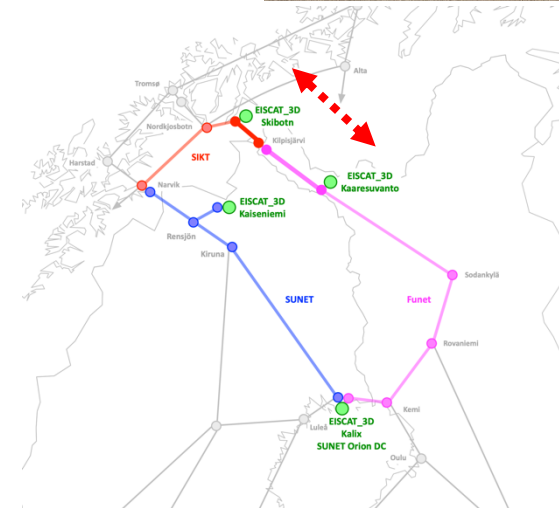 Alta
Tromsø
EISCAT_3D
Skibotn
Nordkjosbotn
Kilpisjärvi
SIKT
Harstad
EISCAT_3D
Kaaresuvanto
Narvik
EISCAT_3D
Kaiseniemi
Rensjön
Kiruna
Sodankylä
SUNET
Funet
Rovaniemi
Kemi
EISCAT_3D
Kalix
SUNET Orion DC
Luleå
Oulu